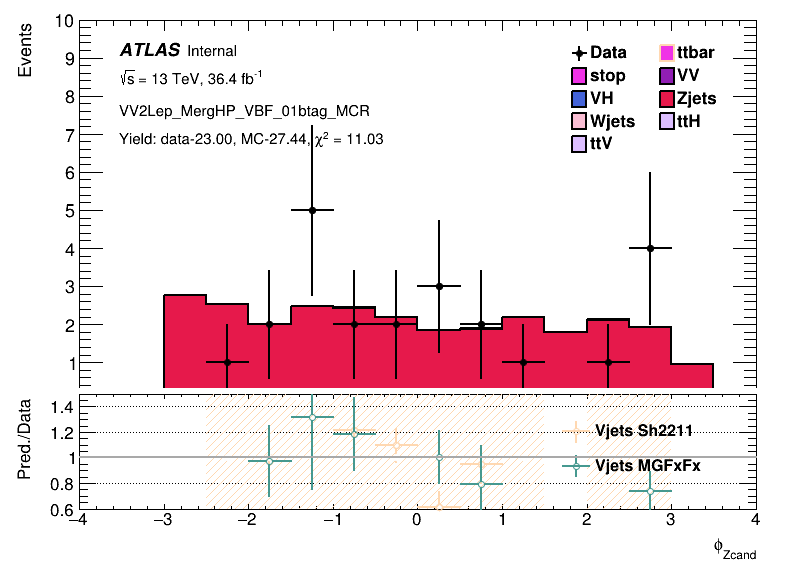 Events
10
9
8
7
6
5
4
3
2
1
ATLAS Internal
√s = 13 TeV, 36.4 fb⁻¹
VV2Lep_MergHP_VBF_01btag_MCR
Yield: data-23.00, MC-27.44, χ² = 11.03
Data
ttbar
stop
VV
VH
Zjets
Wjets
ttH
ttV
Pred./Data
1.4
1.2
1
0.8
0.6
Vjets Sh2211
Vjets MGFxFx
−4 −3 −2 −1 0 1 2 3 4
ϕ_Zcand